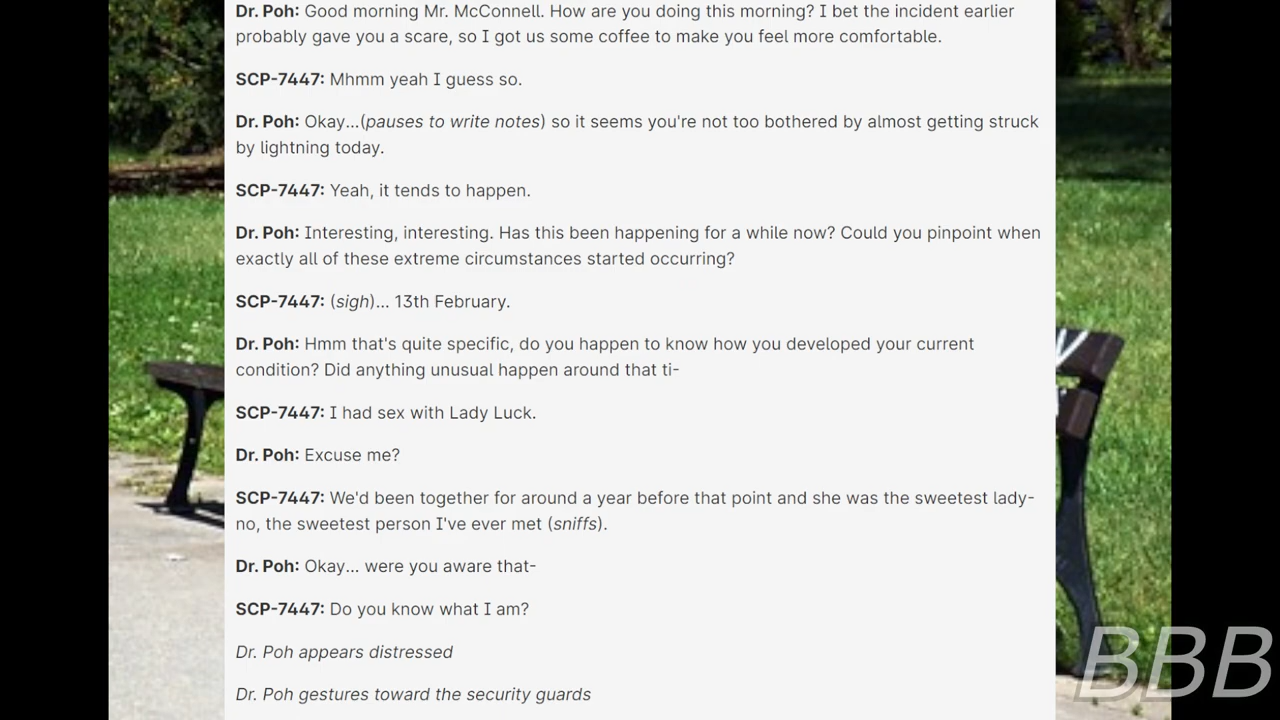 Dr. Poh: Good morning Mr. McConnell. How are you doing this morning? I bet the incident earlier
probably gave you a scare, so I got us some coffee to make you feel more comfortable.
SCP-7447: Mhmm yeah I guess so.
Dr. Poh: Okay...(pauses to write notes) so it seems you're not too bothered by almost getting struck
by lightning today.
SCP-7447: Yeah, it tends to happen.
Dr. Poh: Interesting, interesting. Has this been happening for a while now? Could you pinpoint when
exactly all of these extreme circumstances started occurring?
SCP-7447: (sigh)... 13th February.
Dr. Poh: Hmm that's quite specific, do you happen to know how you developed your current
condition? Did anything unusual happen around that ti-
SCP-7447: I had sex with Lady Luck.
Dr. Poh: Excuse me?
SCP-7447: We'd been together for around a year before that point and she was the sweetest lady-
no, the sweetest person I've ever met (sniffs).
Dr. Poh: Okay... were you aware that-
SCP-7447: Do you know what I am?
Dr. Poh appears distressed
Dr. Poh gestures toward the security guards
BBB